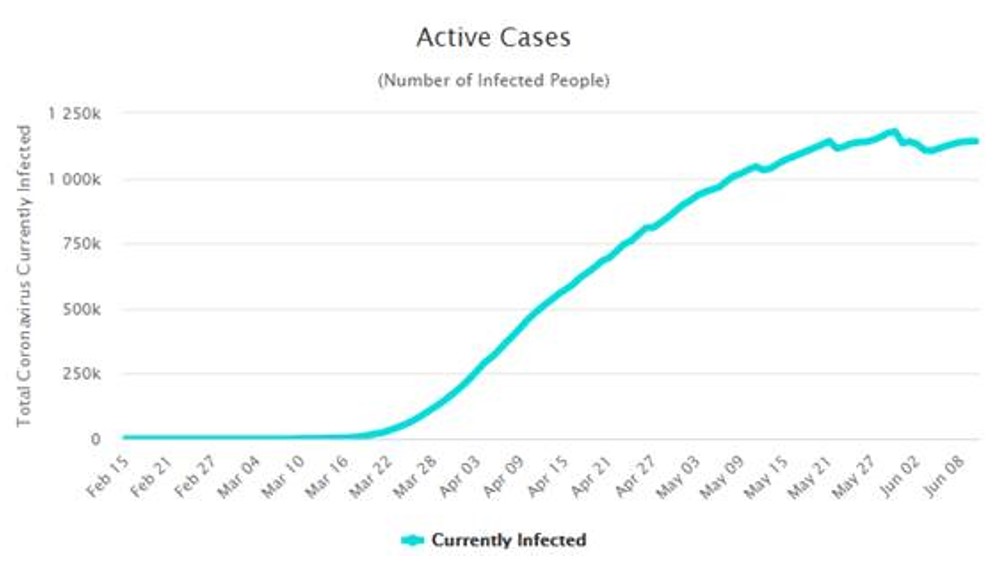 Active Cases
(Number of Infected People)
Total Coronavirus Currently Infected
1 250k
1 000k
750k
500k
250k
0
Feb 15
Feb 21
Feb 27
Mar 04
Mar 10
Mar 16
Mar 22
Mar 28
Apr 03
Apr 09
Apr 15
Apr 21
Apr 27
May 03
May 09
May 15
May 21
May 27
Jun 02
Jun 08
Currently Infected